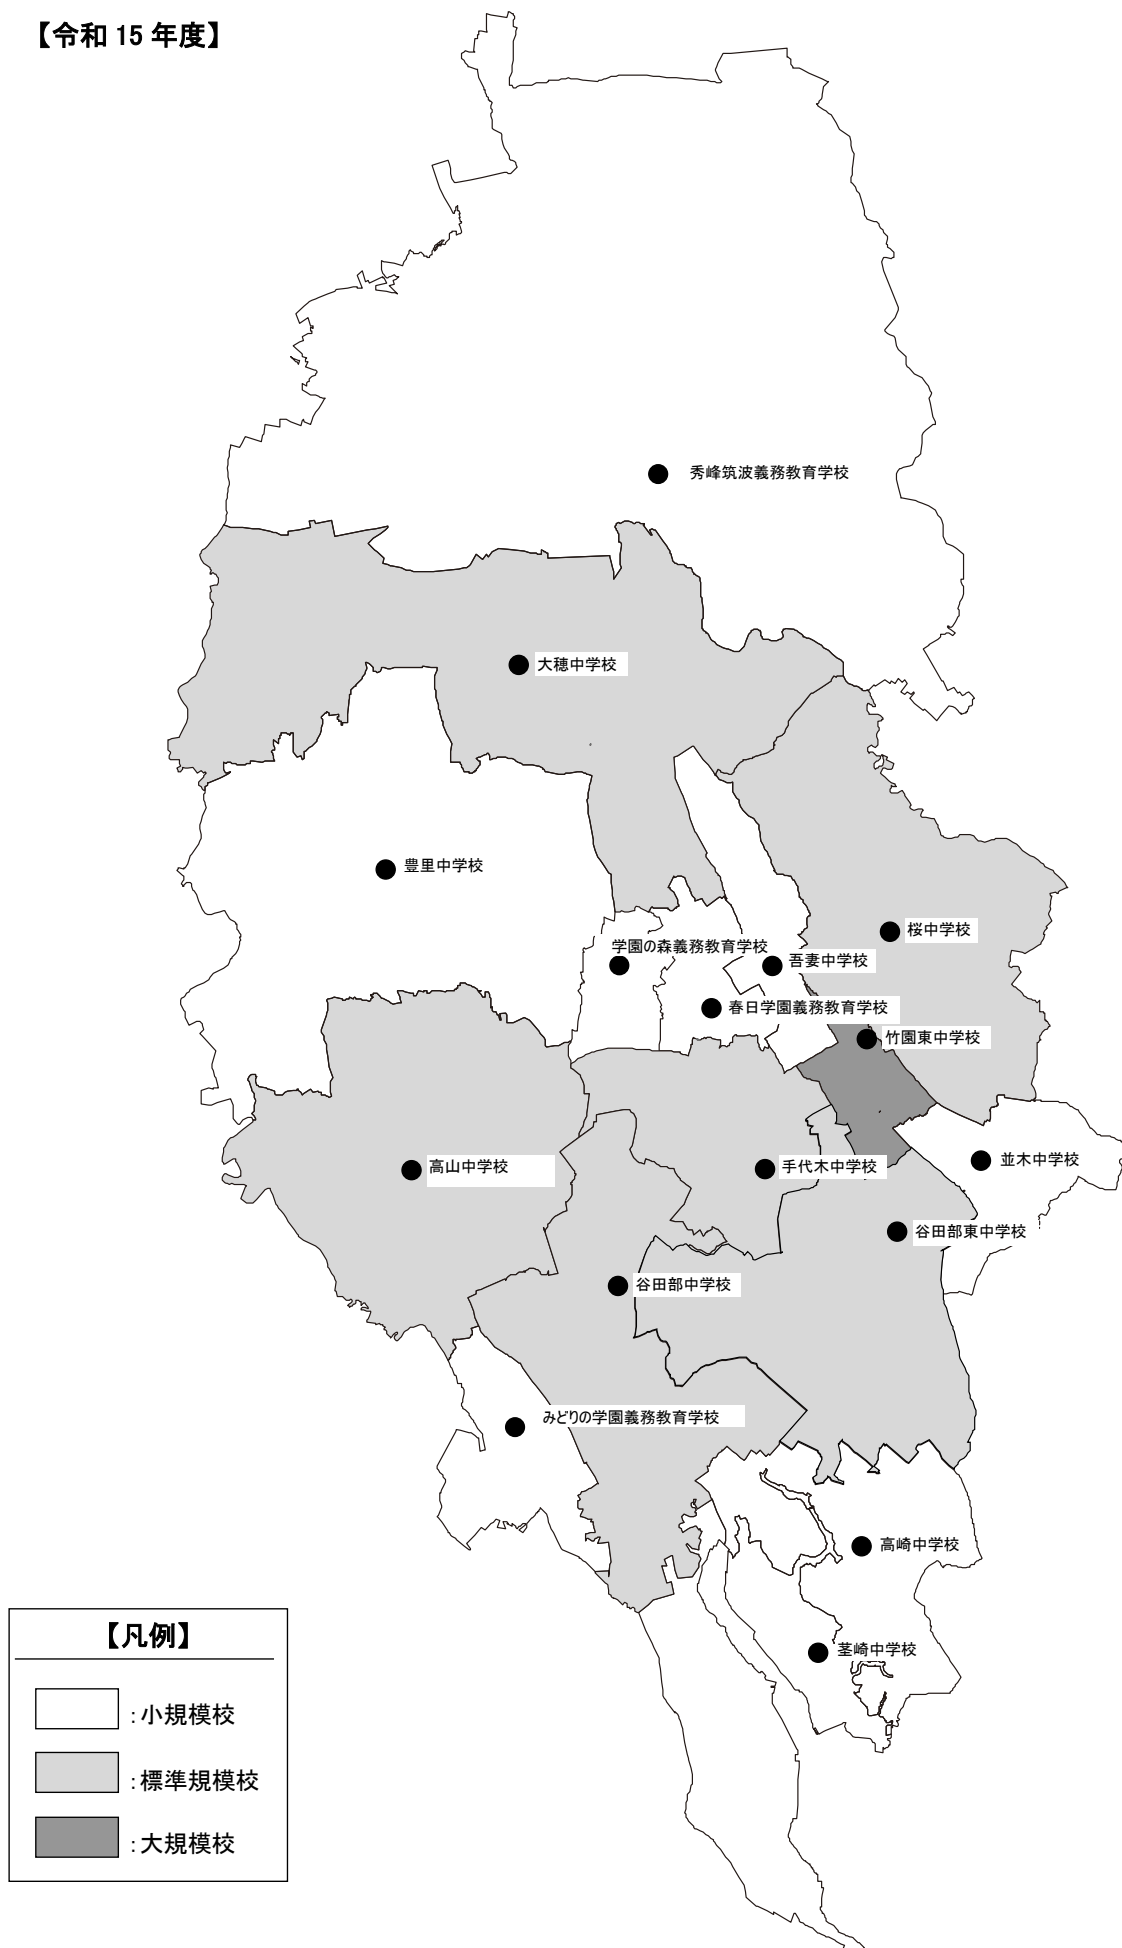 【令和 15 年度】
秀峰筑波義務教育学校
大穂中学校
豊里中学校
桜中学校
学園の森義務教育学校
吾妻中学校
春日学園義務教育学校
竹園東中学校
並木中学校
高山中学校
手代木中学校
谷田部東中学校
谷田部中学校
みどりの学園義務教育学校
高崎中学校
茎崎中学校
【凡例】
:小規模校
:標準規模校
:大規模校